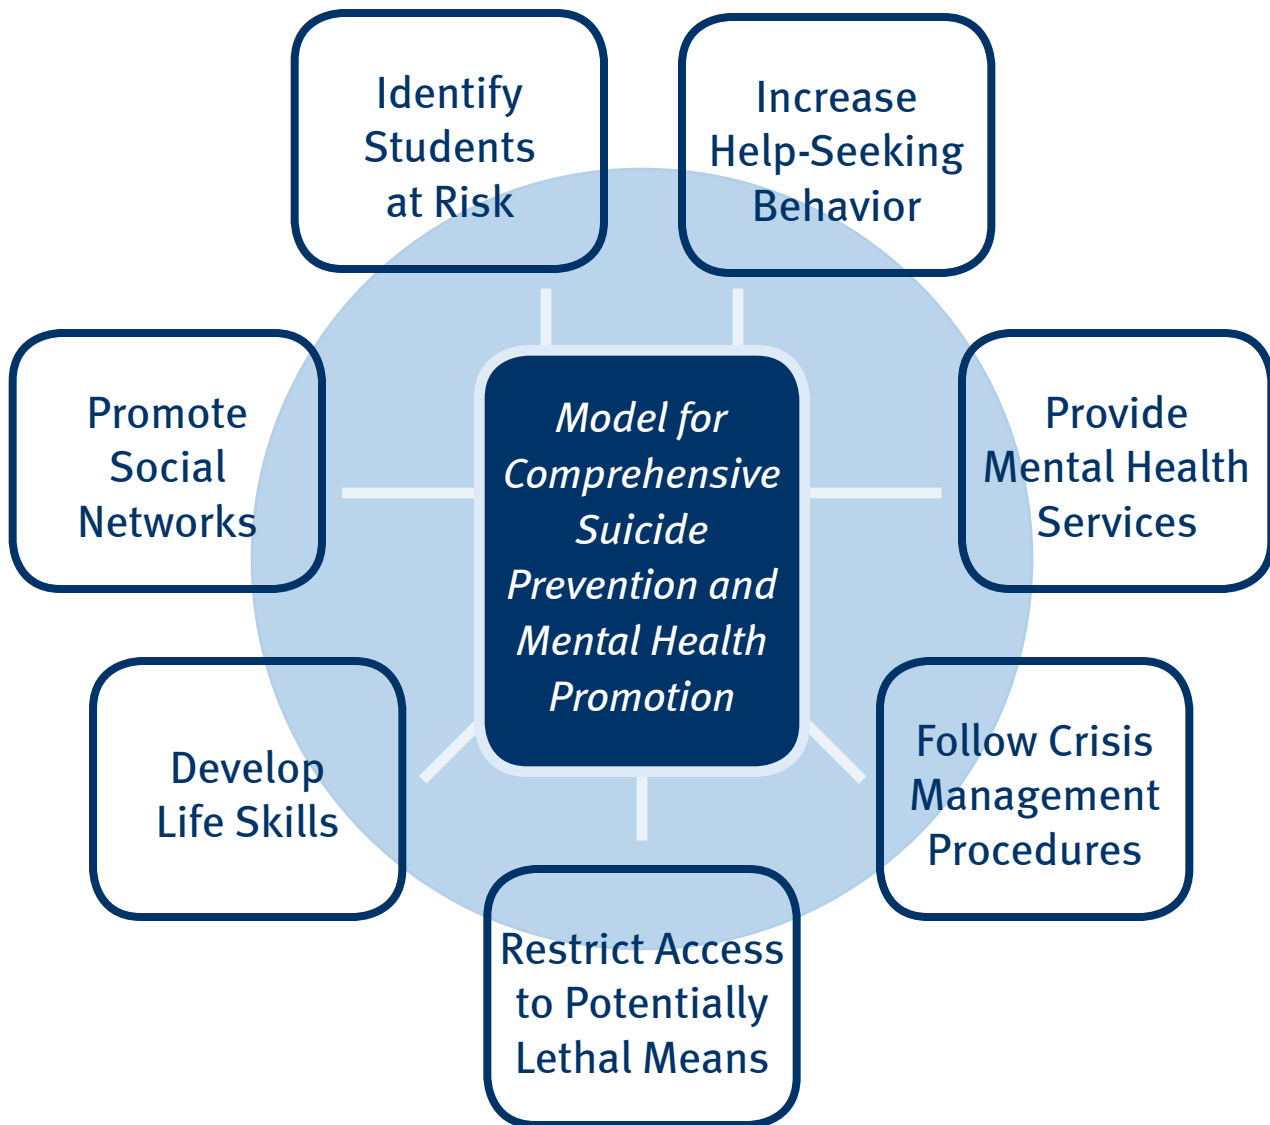 Identify
Students
at Risk
Increase
Help-Seeking
Behavior
Promote
Social
Networks
Model for
Comprehensive
Suicide
Prevention and
Mental Health
Promotion
Provide
Mental Health
Services
Develop
Life Skills
Follow Crisis
Management
Procedures
Restrict Access
to Potentially
Lethal Means